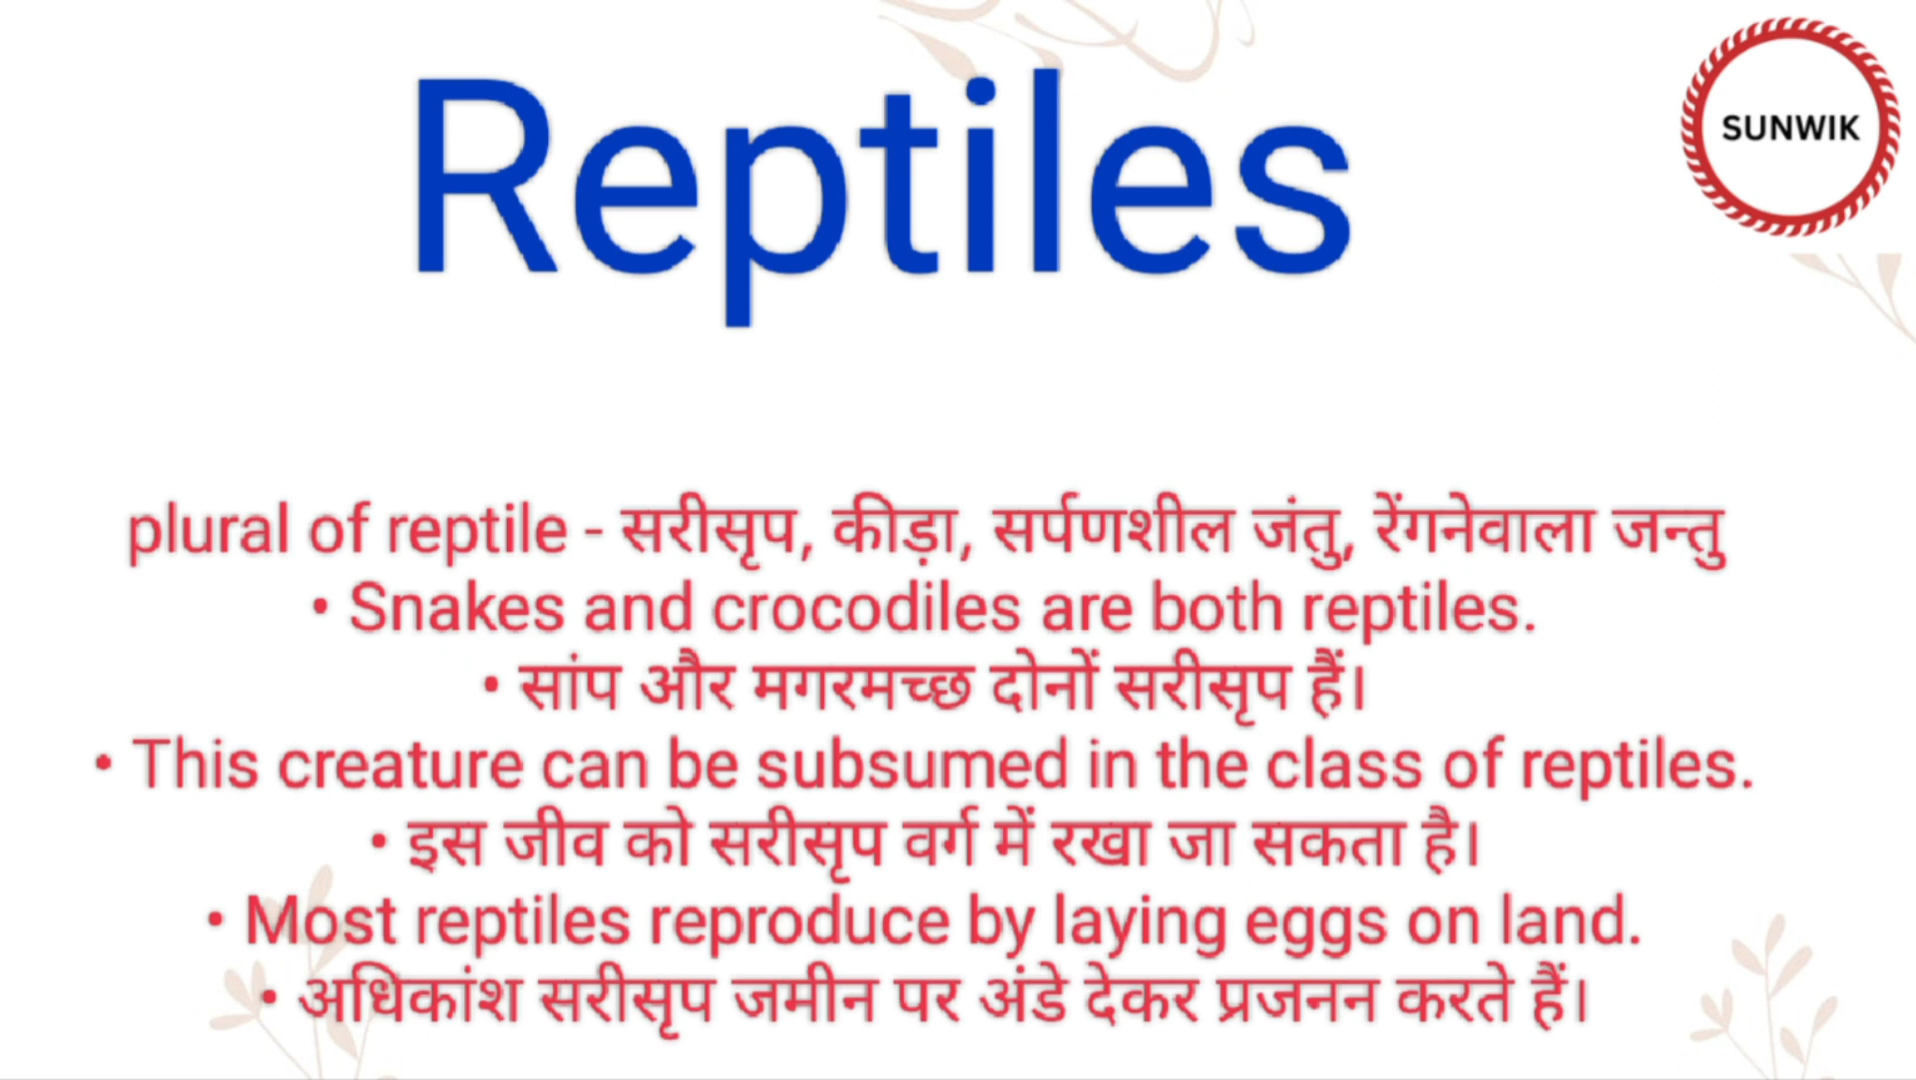 Reptiles
SUNWIK
plural of reptile - सरीसृप, कीड़ा, सर्पणशील जंतु, रेंगनेवाला जन्तु
• Snakes and crocodiles are both reptiles.
• सांप और मगरमच्छ दोनों सरीसृप हैं।
• This creature can be subsumed in the class of reptiles.
• इस जीव को सरीसृप वर्ग में रखा जा सकता है।
• Most reptiles reproduce by laying eggs on land.
• अधिकांश सरीसृप जमीन पर अंडे देकर प्रजनन करते हैं।